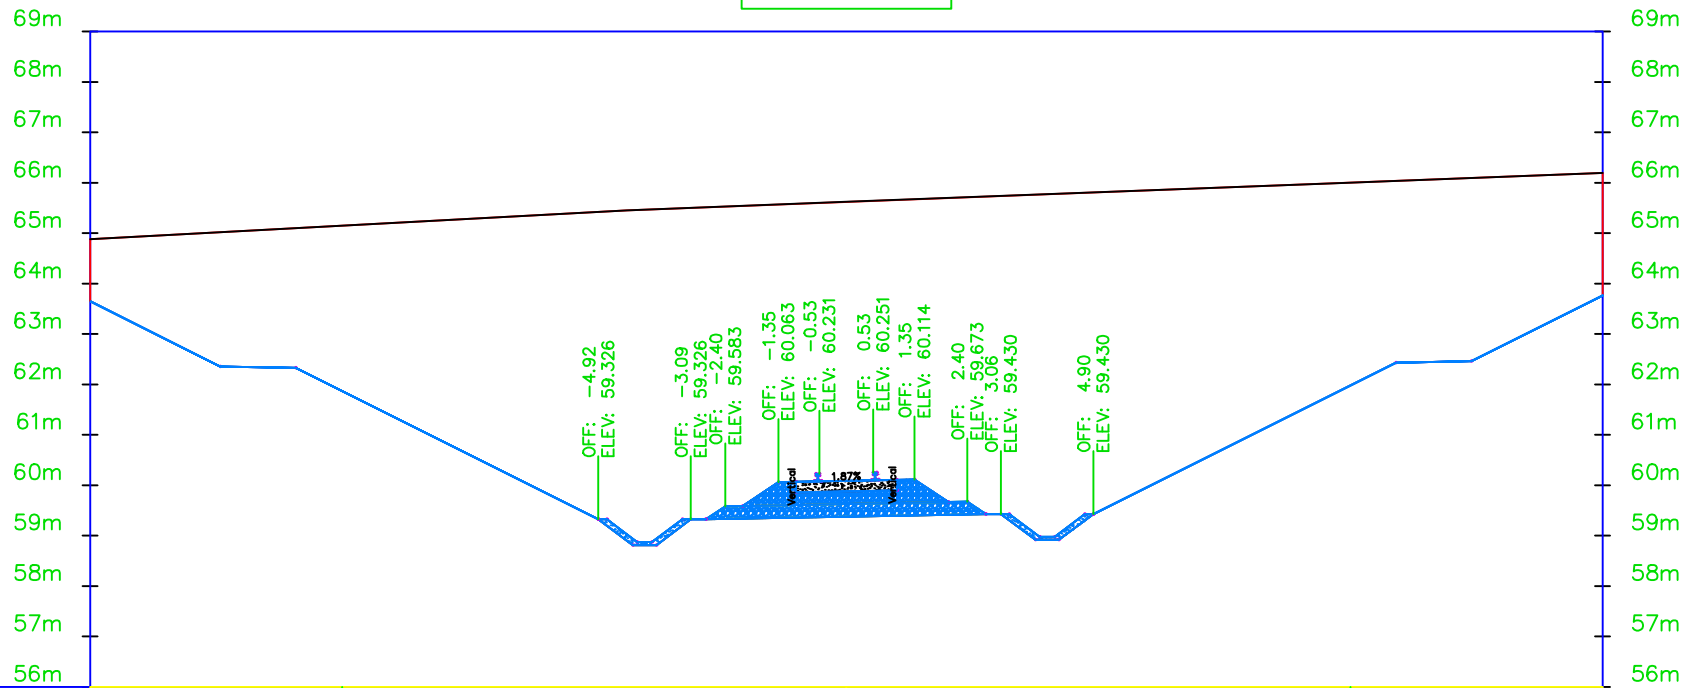 69m
68m
67m
66m
65m
64m
63m
62m
61m
60m
59m
58m
57m
56m
OFF: -4.92
ELEV: 59.326
OFF: -3.09
ELEV: 59.326
OFF: -2.40
ELEV: 59.583
OFF: -1.35
ELEV: 60.063
OFF: -0.53
ELEV: 60.231
OFF: 0.53
ELEV: 60.251
OFF: 1.35
ELEV: 60.114
OFF: 2.40
ELEV: 59.673
OFF: 3.06
ELEV: 59.430
OFF: 4.90
ELEV: 59.430
Vertical
1.87%
Vertical
69m
68m
67m
66m
65m
64m
63m
62m
61m
60m
59m
58m
57m
56m